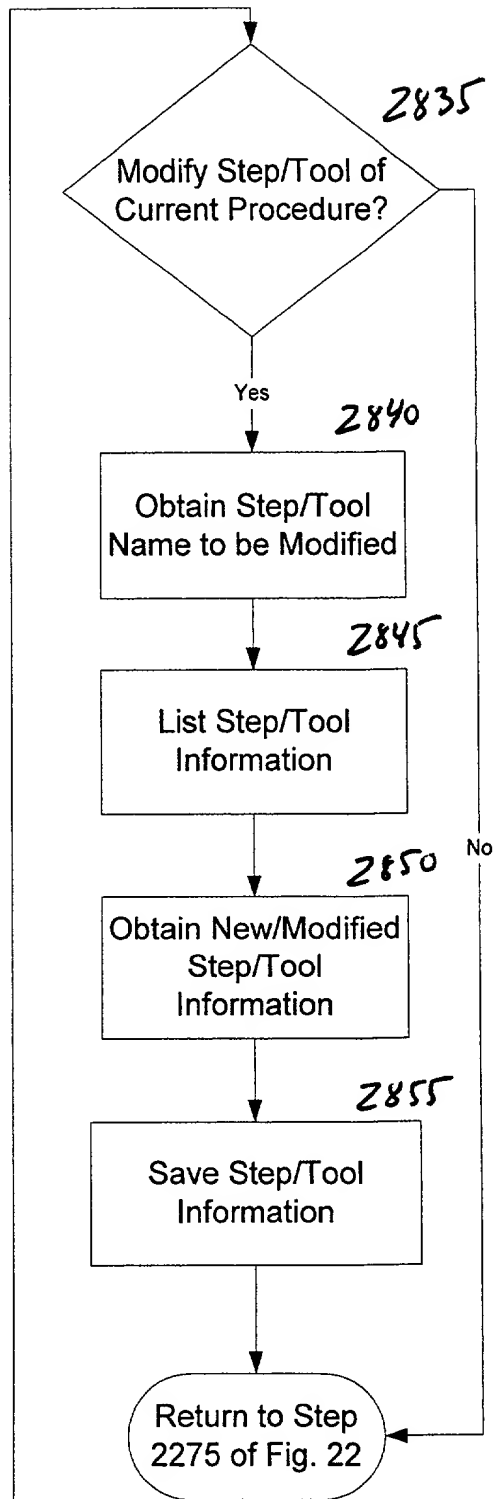 2835
Modify Step/Tool of
Current Procedure?
Yes
2840
Obtain Step/Tool
Name to be Modified
2845
List Step/Tool
Information
No
2850
Obtain New/Modified
Step/Tool
Information
2855
Save Step/Tool
Information
Return to Step
2275 of Fig. 22